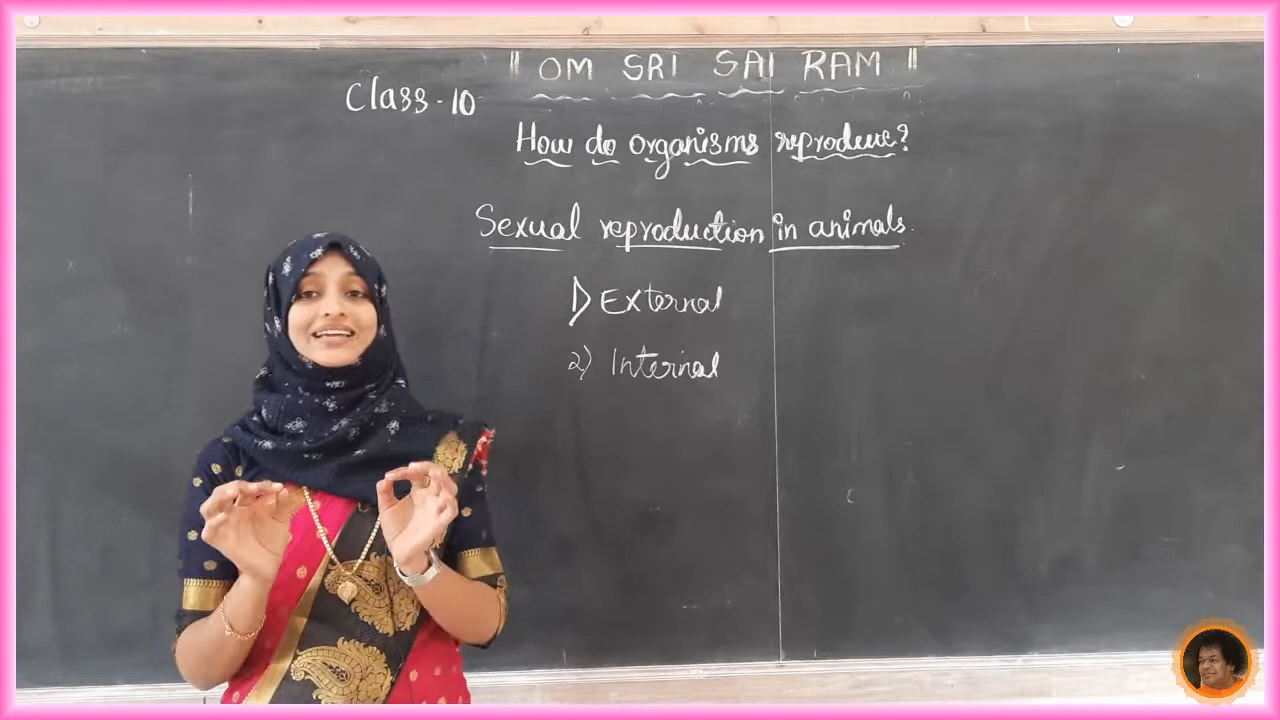 " OM SRI SAI RAM "
Class - 10
How do organisms reproduce?
Sexual reproduction in animals.
1) External
2) Internal